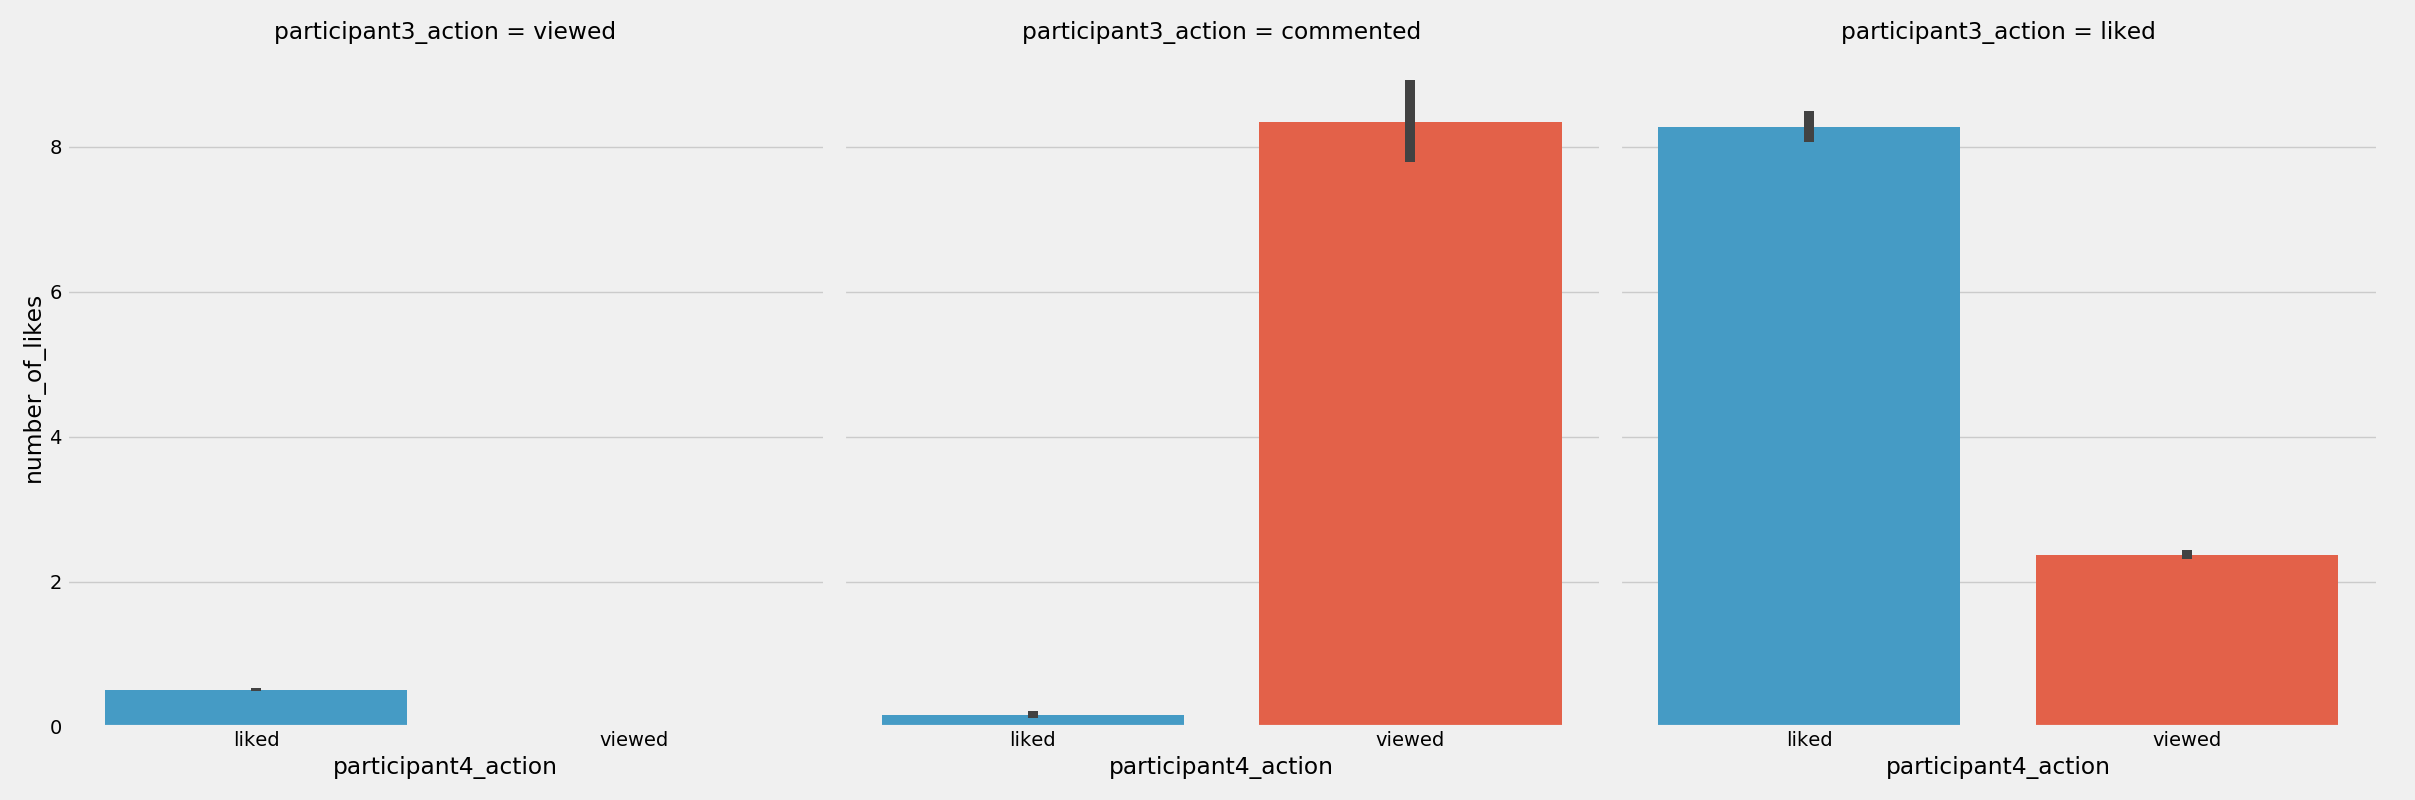 participant3_action = viewed
participant3_action = commented
participant3_action = liked
number_of_likes
8
6
4
2
0
liked
viewed
liked
viewed
liked
viewed
participant4_action
participant4_action
participant4_action